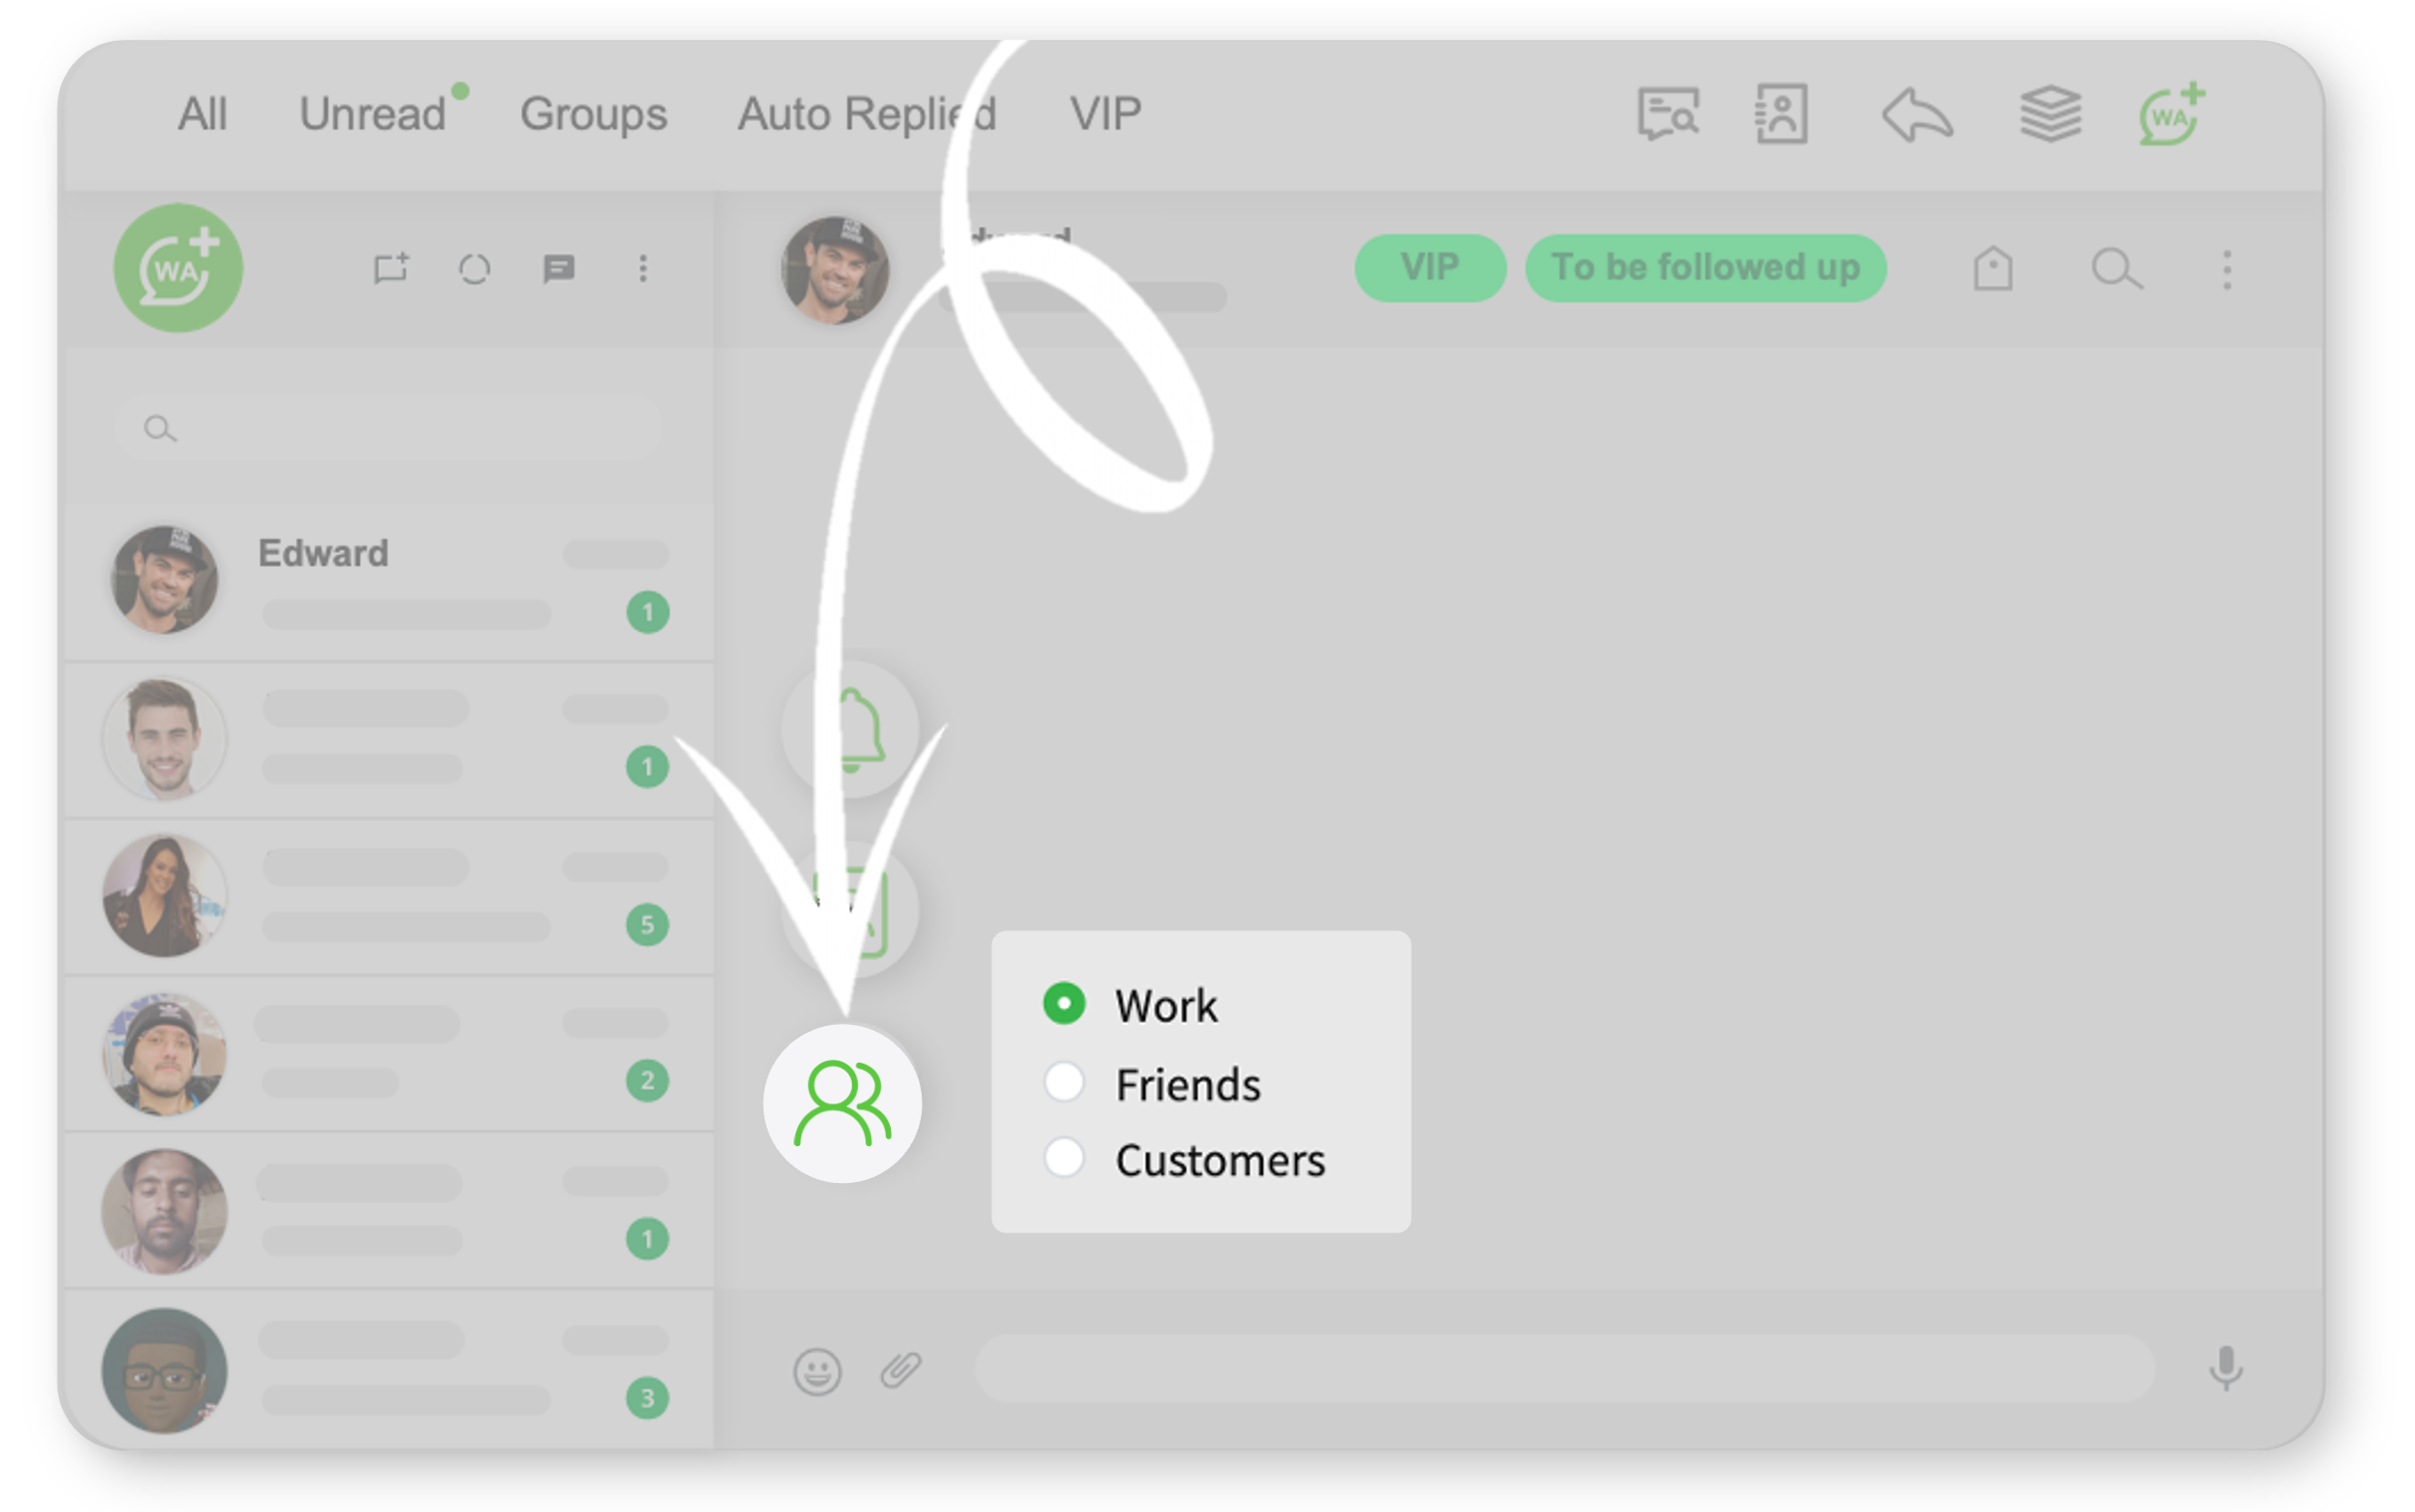 All Unread Groups Auto Replied VIP WA
WA
VIP To be followed up
Edward
1
1
5
2
1
3
Work
Friends
Customers